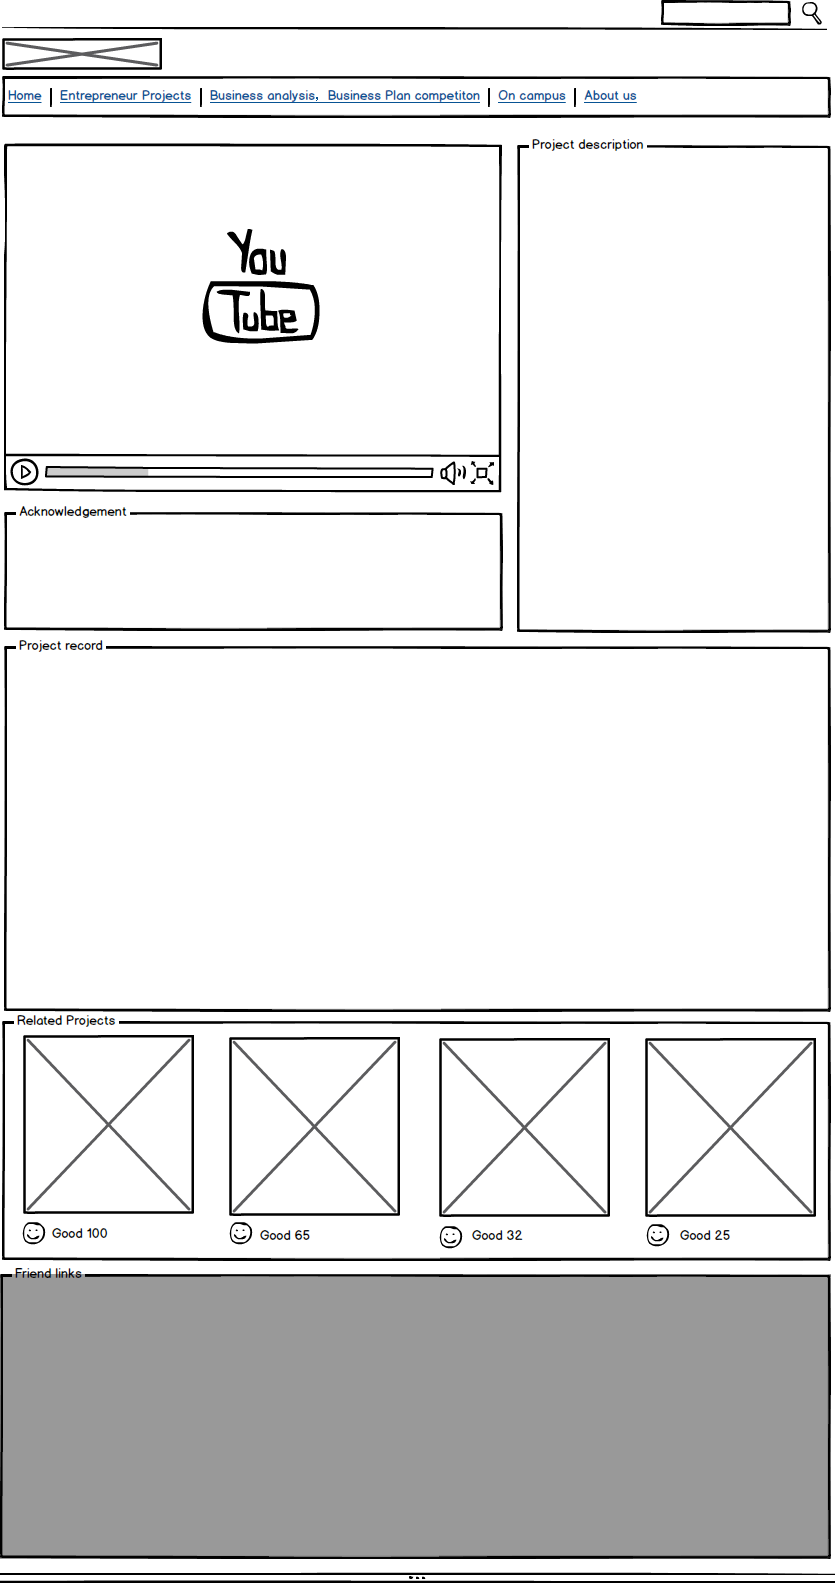 Home | Entrepreneur Projects | Business analysis, Business Plan competiton | On campus | About us
Project description
You
Tube
Acknowledgement
Project record
Related Projects
Good 100
Good 65
Good 32
Good 25
Friend links